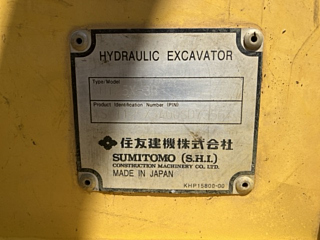 HYDRAULIC EXCAVATOR
Type/Model
Product Identification Number (PIN)
住友建機株式会社
SUMITOMO (S.H.I.)
CONSTRUCTION MACHINERY CO., LTD.
MADE IN JAPAN
KHP15800-00